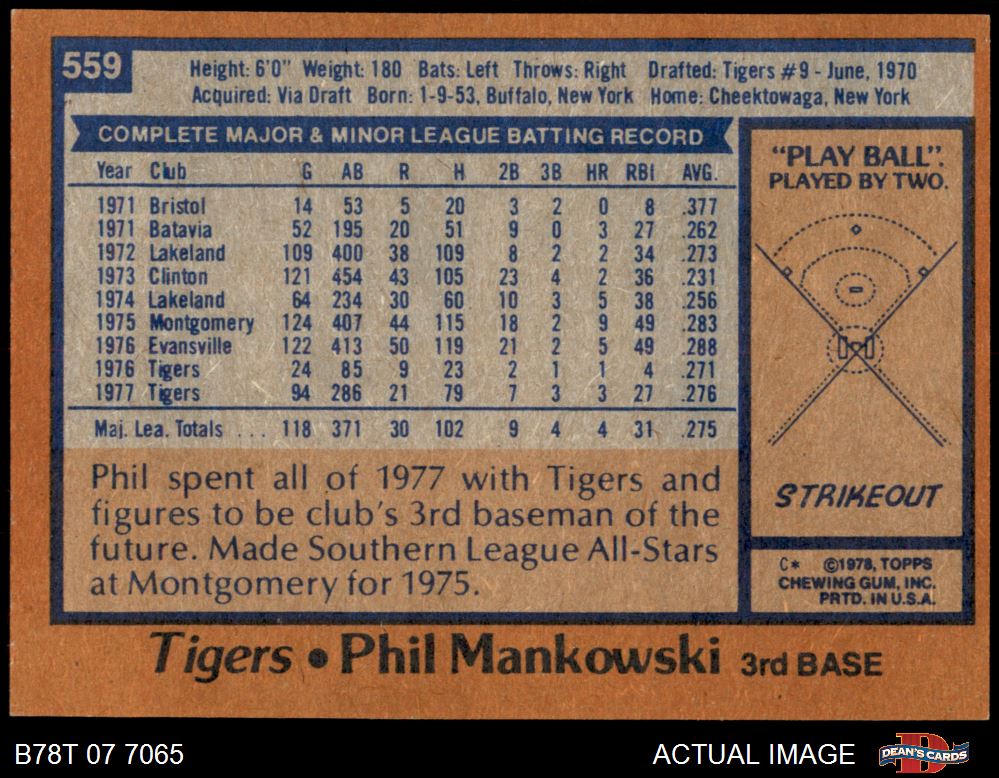 559
Height: 6'0" Weight: 180 Bats: Left Throws: Right Drafted: Tigers #9 - June, 1970
Acquired: Via Draft Born: 1-9-53, Buffalo, New York Home: Cheektowaga, New York
COMPLETE MAJOR & MINOR LEAGUE BATTING RECORD
Year Club G AB R H 2B 3B HR RBI AVG.
1971 Bristol 14 53 5 20 3 2 0 8 .377
1971 Batavia 52 195 20 51 9 0 3 27 .262
1972 Lakeland 109 400 38 109 8 2 2 34 .273
1973 Clinton 121 454 43 105 23 4 2 36 .231
1974 Lakeland 64 234 30 60 10 3 5 38 .256
1975 Montgomery 124 407 44 115 18 2 9 49 .283
1976 Evansville 122 413 50 119 21 2 5 49 .288
1976 Tigers 24 85 9 23 2 1 1 4 .271
1977 Tigers 94 286 21 79 7 3 3 27 .276
Maj. Lea. Totals ... 118 371 30 102 9 4 4 31 .275
Phil spent all of 1977 with Tigers and
figures to be club's 3rd baseman of the
future. Made Southern League All-Stars
at Montgomery for 1975.
"PLAY BALL".
PLAYED BY TWO.
STRIKEOUT
C* ©1978, TOPPS
CHEWING GUM, INC.
PRTD. IN U.S.A.
Tigers • Phil Mankowski 3rd BASE
B78T 07 7065
ACTUAL IMAGE
DEAN'S CARDS